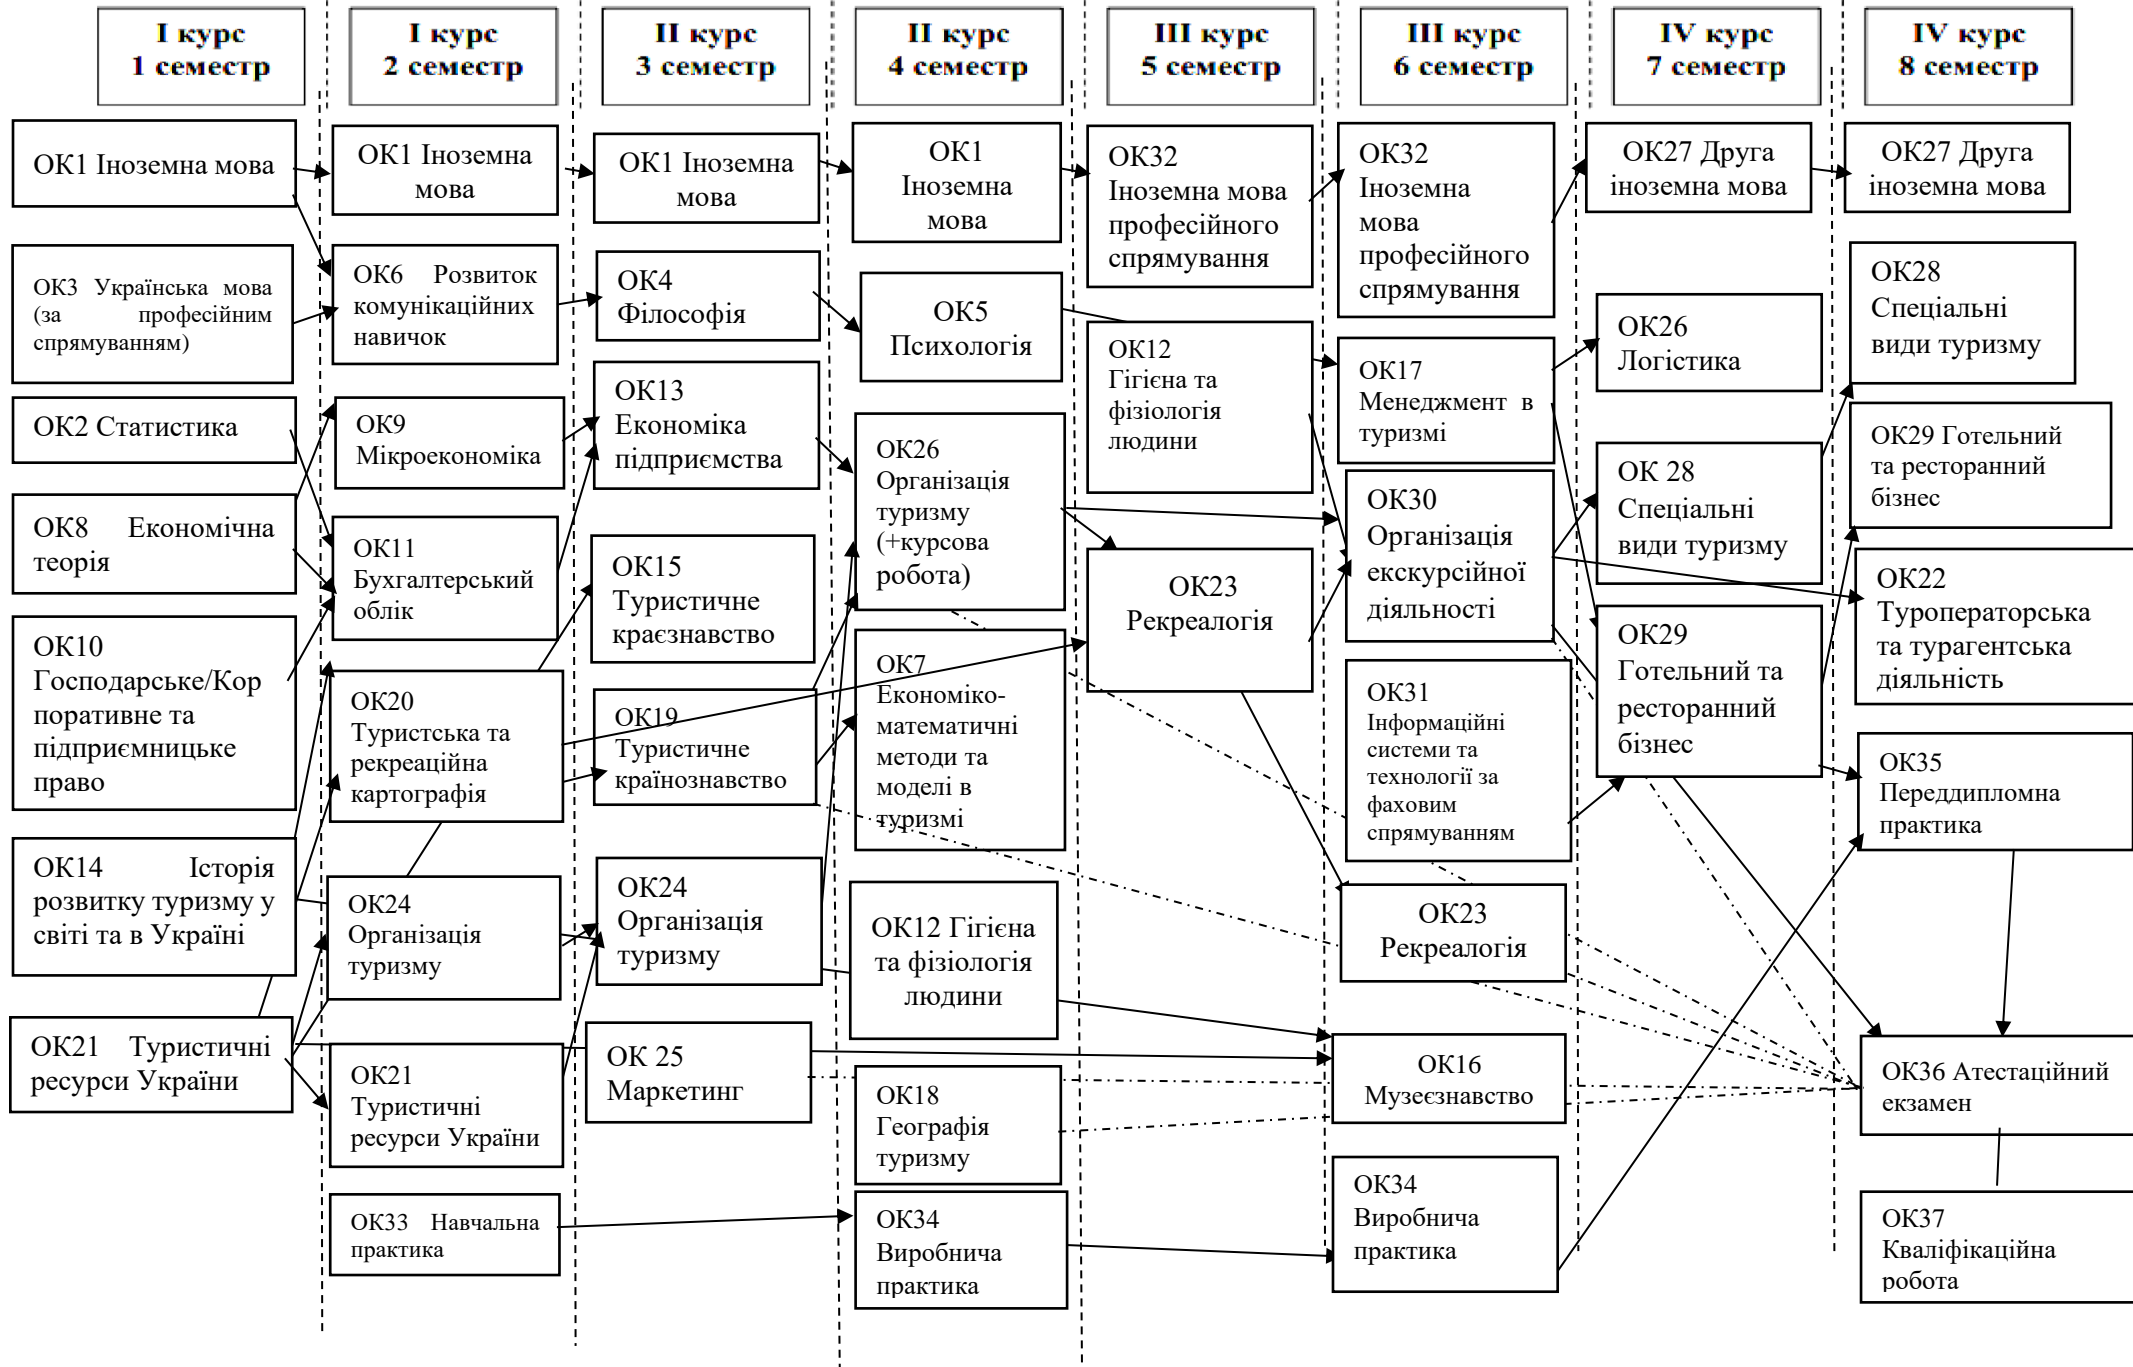 І курс
1 семестр
І курс
2 семестр
ІІ курс
3 семестр
ІІ курс
4 семестр
ІІІ курс
5 семестр
ІІІ курс
6 семестр
IV курс
7 семестр
IV курс
8 семестр
ОК1 Іноземна мова
ОК3 Українська мова
(за професійним
спрямуванням)
ОК2 Статистика
ОК8 Економічна
теорія
ОК10
Господарське/Кор
поративне та
підприємницьке
право
ОК14 Історія
розвитку туризму у
світі та в Україні
ОК21 Туристичні
ресурси України
ОК1 Іноземна
мова
ОК6 Розвиток
комунікаційних
навичок
ОК9
Мікроекономіка
ОК11
Бухгалтерський
облік
ОК20
Туристська та
рекреаційна
картографія
ОК24
Організація
туризму
ОК21
Туристичні
ресурси України
ОК33 Навчальна
практика
ОК1 Іноземна
мова
ОК4
Філософія
ОК13
Економіка
підприємства
ОК15
Туристичне
краєзнавство
ОК19
Туристичне
країнознавство
ОК24
Організація
туризму
ОК 25
Маркетинг
ОК1
Іноземна
мова
ОК5
Психологія
ОК26
Організація
туризму
(+курсова
робота)
ОК7
Економіко-
математичні
методи та
моделі в
туризмі
ОК12 Гігієна
та фізіологія
людини
ОК18
Географія
туризму
ОК34
Виробнича
практика
ОК32
Іноземна мова
професійного
спрямування
ОК12
Гігієна та
фізіологія
людини
ОК23
Рекреалогія
ОК32
Іноземна
мова
професійного
спрямування
ОК17
Менеджмент в
туризмі
ОК30
Організація
екскурсійної
діяльності
ОК31
Інформаційні
системи та
технології за
фаховим
спрямуванням
ОК23
Рекреалогія
ОК16
Музеєзнавство
ОК34
Виробнича
практика
ОК27 Друга
іноземна мова
ОК26
Логістика
ОК 28
Спеціальні
види туризму
ОК29
Готельний та
ресторанний
бізнес
ОК27 Друга
іноземна мова
ОК28
Спеціальні
види туризму
ОК29 Готельний
та ресторанний
бізнес
ОК22
Туроператорська
та турагентська
діяльність
ОК35
Переддипломна
практика
ОК36 Атестаційний
екзамен
ОК37
Кваліфікаційна
робота